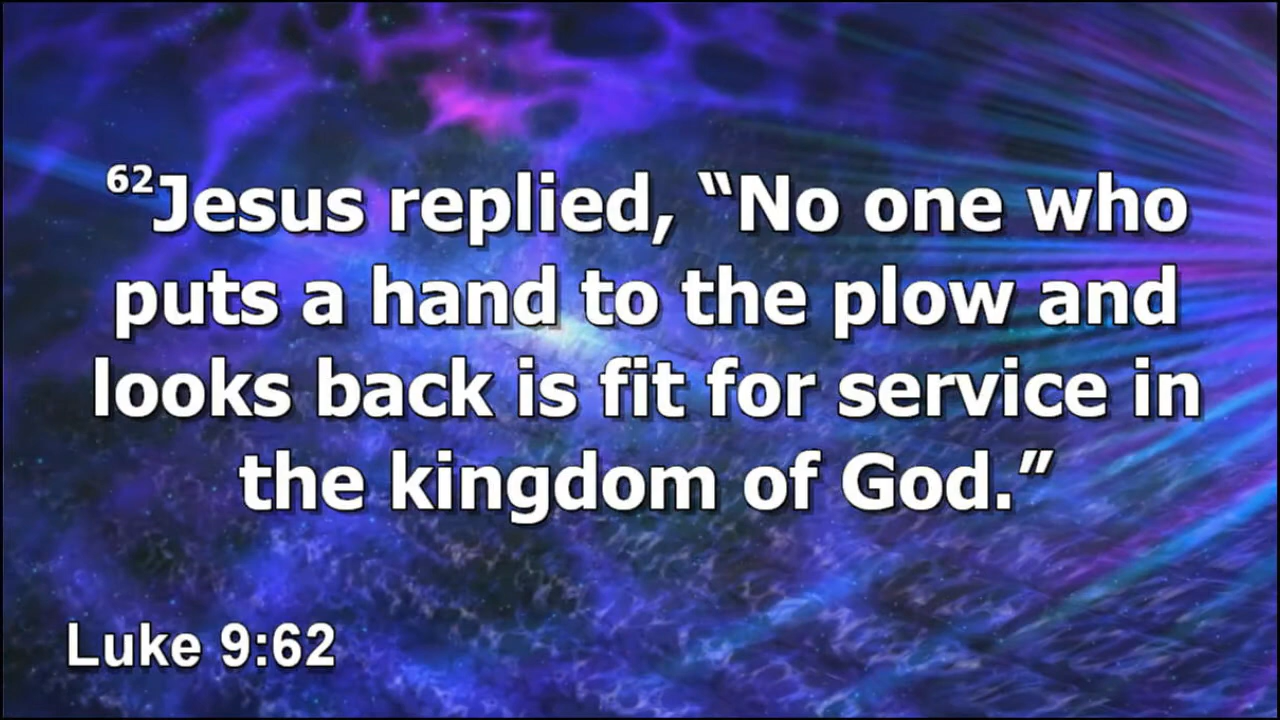 ⁶²Jesus replied, “No one who
puts a hand to the plow and
looks back is fit for service in
the kingdom of God.”
Luke 9:62